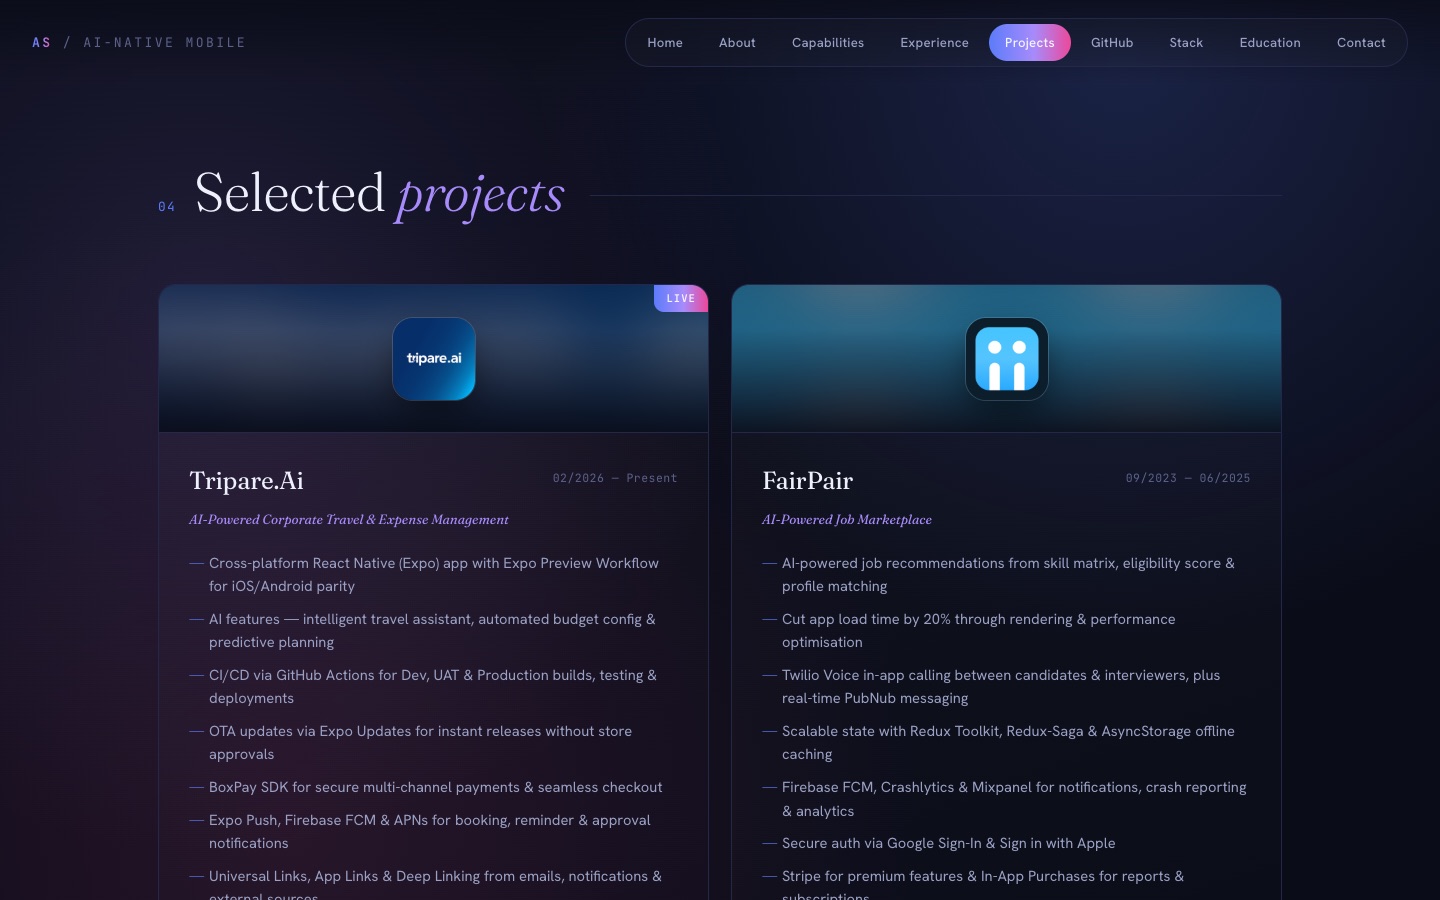 AS / AI-NATIVE MOBILE
Home About Capabilities Experience Projects GitHub Stack Education Contact
04 Selected projects
LIVE
tripare.ai
Tripare.Ai
02/2026 — Present
AI-Powered Corporate Travel & Expense Management
— Cross-platform React Native (Expo) app with Expo Preview Workflow
for iOS/Android parity
— AI features — intelligent travel assistant, automated budget config &
predictive planning
— CI/CD via GitHub Actions for Dev, UAT & Production builds, testing &
deployments
— OTA updates via Expo Updates for instant releases without store
approvals
— BoxPay SDK for secure multi-channel payments & seamless checkout
— Expo Push, Firebase FCM & APNs for booking, reminder & approval
notifications
— Universal Links, App Links & Deep Linking from emails, notifications &
external sources
FairPair
09/2023 — 06/2025
AI-Powered Job Marketplace
— AI-powered job recommendations from skill matrix, eligibility score &
profile matching
— Cut app load time by 20% through rendering & performance
optimisation
— Twilio Voice in-app calling between candidates & interviewers, plus
real-time PubNub messaging
— Scalable state with Redux Toolkit, Redux-Saga & AsyncStorage offline
caching
— Firebase FCM, Crashlytics & Mixpanel for notifications, crash reporting
& analytics
— Secure auth via Google Sign-In & Sign in with Apple
— Stripe for premium features & In-App Purchases for reports &
subscriptions